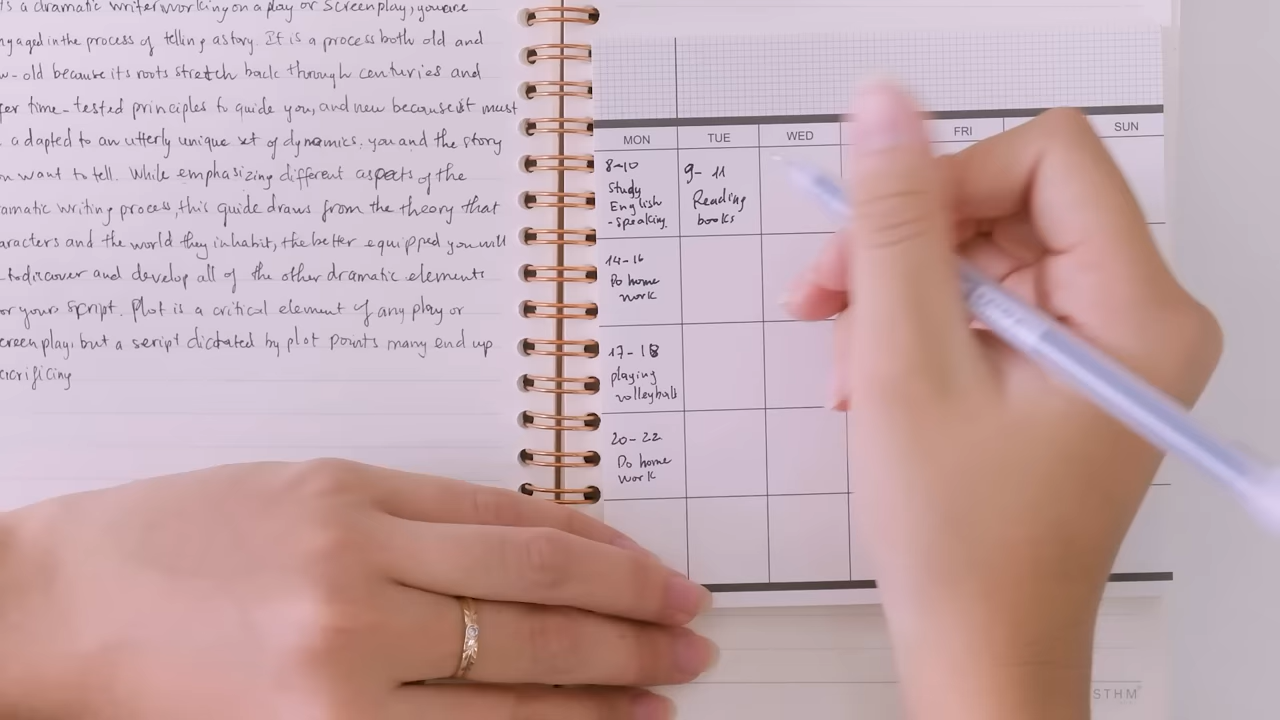 s a dramatic writer working on a play or screenplay, you are
ngaged in the process of telling a story. It is a process both old and
w - old because its roots stretch back through centuries and
fer time-tested principles to guide you, and new because it must
adapted to an utterly unique set of dynamics: you and the story
u want to tell. While emphasizing different aspects of the
amatic writing process, this guide draws from the theory that
aracters and the world they inhabit, the better equipped you will
to discover and develop all of the other dramatic elements
or your script. Plot is a critical element of any play or
creenplay, but a script dictated by plot points many end up
acrificing
MON TUE WED FRI SUN
8-10
Study
English
- speaking.
9- 11
Reading
books
14-16
Do home
work
17-18
playing
volleyball
20-22
Do home
work
STHM